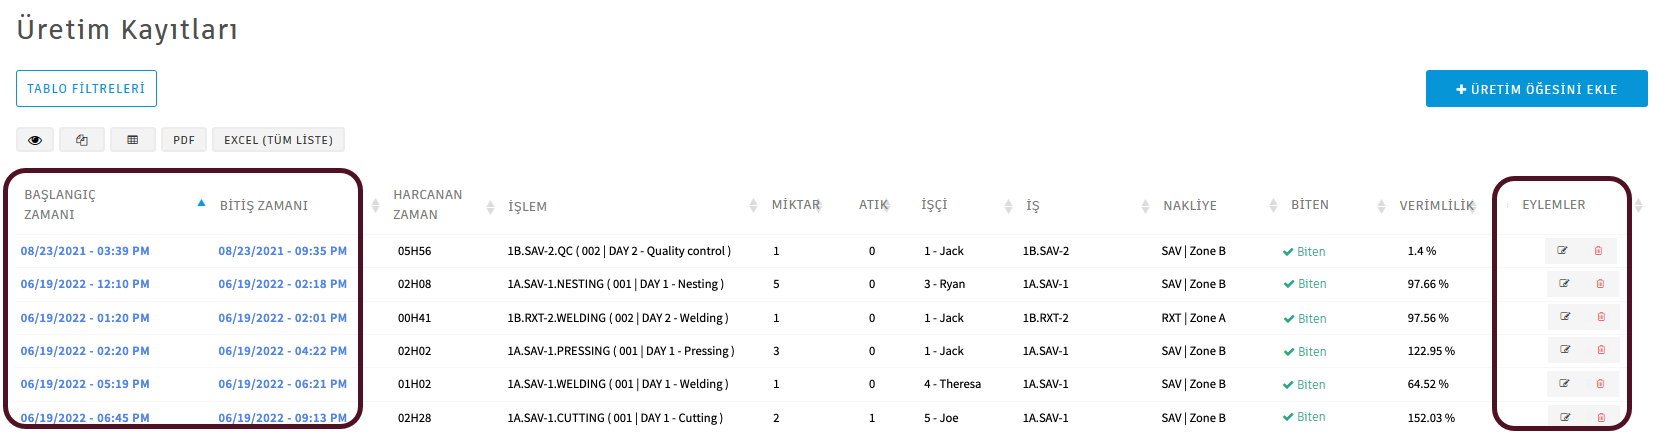 Üretim Kayıtları
TABLO FİLTRELERİ
+ ÜRETİM ÖĞESİNİ EKLE
PDF EXCEL (TÜM LİSTE)
BAŞLANGIÇ ZAMANI BİTİŞ ZAMANI HARCANAN ZAMAN İŞLEM MİKTAR ATIK İŞÇİ İŞ NAKLİYE BİTEN VERİMLİLİK EYLEMLER
08/23/2021 - 03:39 PM 08/23/2021 - 09:35 PM 05H56 1B.SAV-2.QC ( 002 | DAY 2 - Quality control ) 1 0 1 - Jack 1B.SAV-2 SAV | Zone B Biten 1.4 %
06/19/2022 - 12:10 PM 06/19/2022 - 02:18 PM 02H08 1A.SAV-1.NESTING ( 001 | DAY 1 - Nesting ) 5 0 3 - Ryan 1A.SAV-1 SAV | Zone B Biten 97.66 %
06/19/2022 - 01:20 PM 06/19/2022 - 02:01 PM 00H41 1B.RXT-2.WELDING ( 002 | DAY 2 - Welding ) 1 0 1 - Jack 1B.RXT-2 RXT | Zone A Biten 97.56 %
06/19/2022 - 02:20 PM 06/19/2022 - 04:22 PM 02H02 1A.SAV-1.PRESSING ( 001 | DAY 1 - Pressing ) 3 0 1 - Jack 1A.SAV-1 SAV | Zone B Biten 122.95 %
06/19/2022 - 05:19 PM 06/19/2022 - 06:21 PM 01H02 1A.SAV-1.WELDING ( 001 | DAY 1 - Welding ) 1 0 4 - Theresa 1A.SAV-1 SAV | Zone B Biten 64.52 %
06/19/2022 - 06:45 PM 06/19/2022 - 09:13 PM 02H28 1A.SAV-1.CUTTING ( 001 | DAY 1 - Cutting ) 2 1 5 - Joe 1A.SAV-1 SAV | Zone B Biten 152.03 %